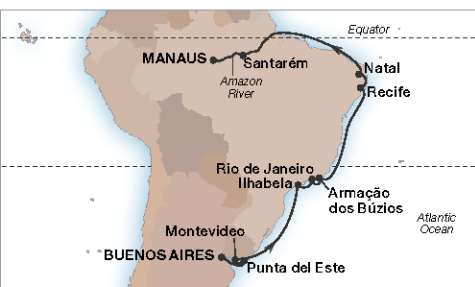 Equator
MANAUS
Santarém
Amazon
River
Natal
Recife
Rio de Janeiro
Ilhabela
Armação
dos Búzios
Atlantic
Ocean
Montevideo
BUENOS AIRES
Punta del Este